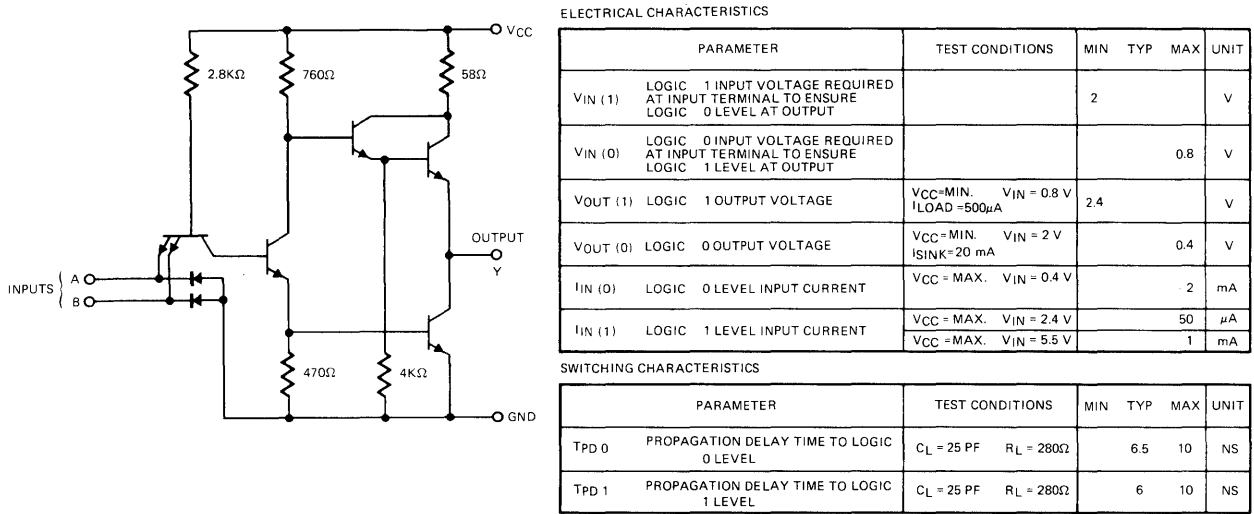 VCC
2.8KΩ
760Ω
58Ω
OUTPUT
Y
INPUTS
A
B
470Ω
4KΩ
GND
ELECTRICAL CHARACTERISTICS
PARAMETER TEST CONDITIONS MIN TYP MAX UNIT
VIN (1) LOGIC 1 INPUT VOLTAGE REQUIRED
AT INPUT TERMINAL TO ENSURE
LOGIC 0 LEVEL AT OUTPUT
2 V
VIN (0) LOGIC 0 INPUT VOLTAGE REQUIRED
AT INPUT TERMINAL TO ENSURE
LOGIC 1 LEVEL AT OUTPUT
0.8 V
VOUT (1) LOGIC 1 OUTPUT VOLTAGE
VCC=MIN. VIN = 0.8 V
ILOAD =500μA
2.4 V
VOUT (0) LOGIC 0 OUTPUT VOLTAGE
VCC=MIN. VIN = 2 V
ISINK=20 mA
0.4 V
IIN (0) LOGIC 0 LEVEL INPUT CURRENT VCC = MAX. VIN = 0.4 V - 2 mA
IIN (1) LOGIC 1 LEVEL INPUT CURRENT
VCC = MAX. VIN = 2.4 V 50 μA
VCC =MAX. VIN = 5.5 V 1 mA
SWITCHING CHARACTERISTICS
PARAMETER TEST CONDITIONS MIN TYP MAX UNIT
TPD 0 PROPAGATION DELAY TIME TO LOGIC
0 LEVEL
CL = 25 PF RL = 280Ω 6.5 10 NS
TPD 1 PROPAGATION DELAY TIME TO LOGIC
1 LEVEL
CL = 25 PF RL = 280Ω 6 10 NS